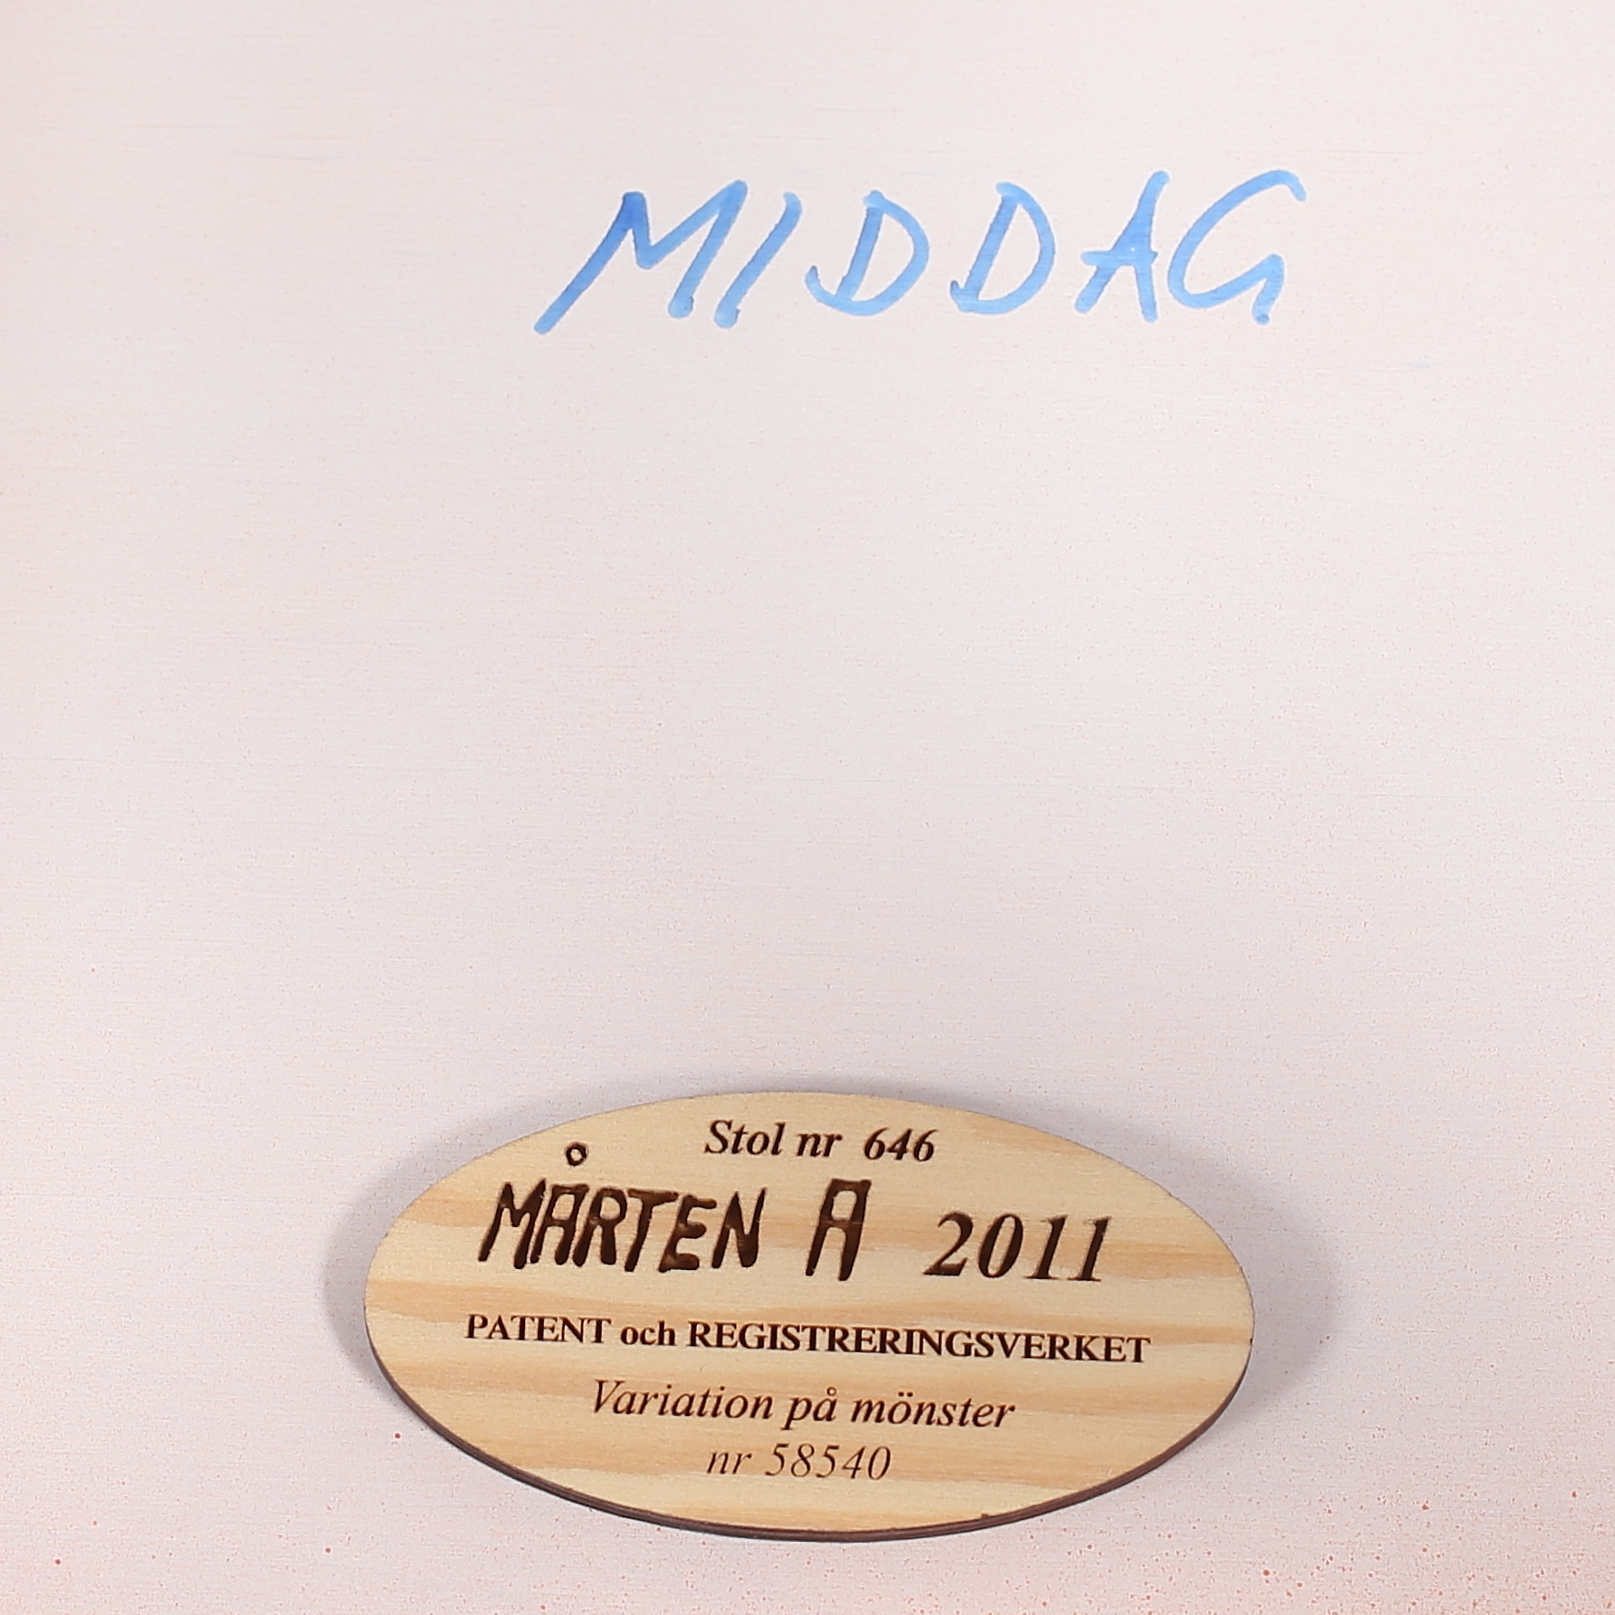 MIDDAG
Stol nr 646
MÅRTEN A 2011
PATENT och REGISTRERINGSVERKET
Variation på mönster
nr 58540